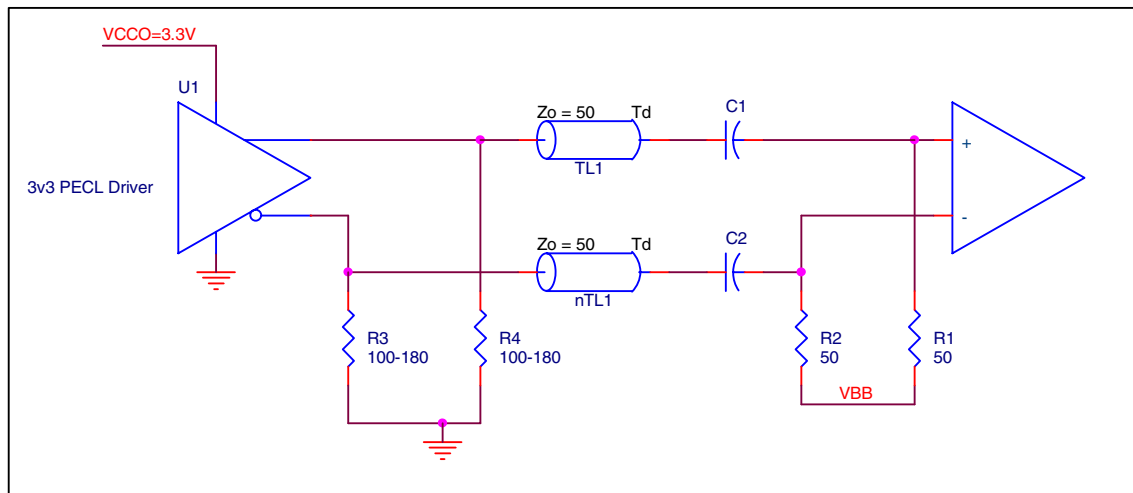 VCCO=3.3V
U1
3v3 PECL Driver
Zo = 50 Td
TL1
C1
+
-
Zo = 50 Td
nTL1
C2
R3
100-180
R4
100-180
R2
50
R1
50
VBB